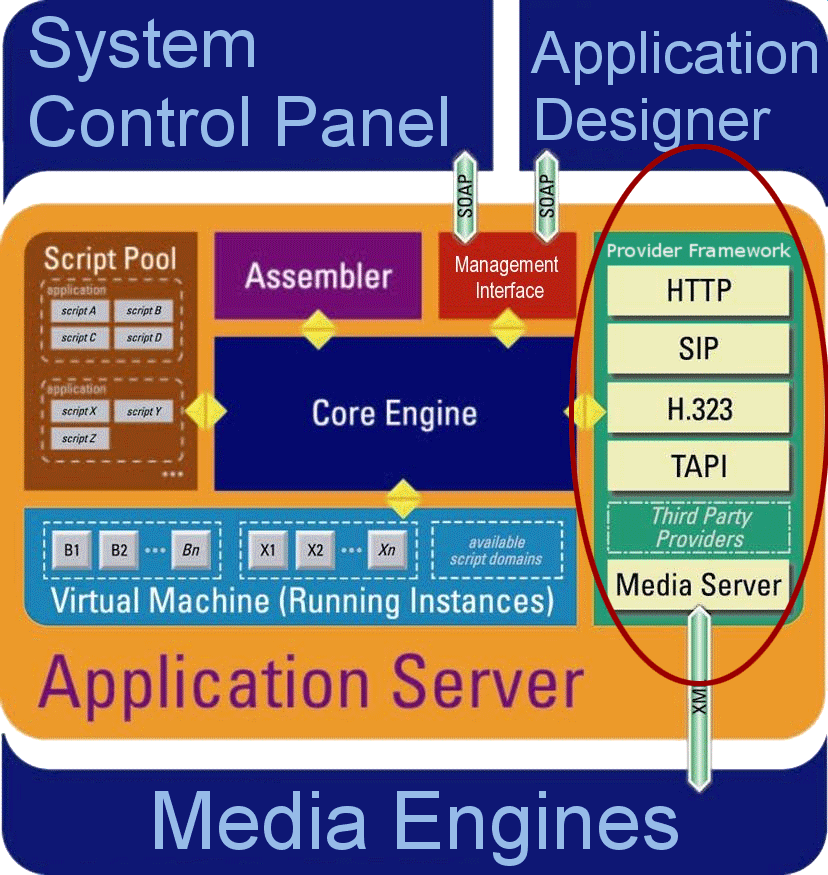 System
Control Panel
Application
Designer
SOAP
SOAP
Script Pool
application
script A
script B
script C
script D
application
script X
script Y
script Z
...
Assembler
Management
Interface
Core Engine
Provider Framework
HTTP
SIP
H.323
TAPI
Third Party
Providers
Media Server
B1
B2
...
Bn
X1
X2
...
Xn
available
script domains
Virtual Machine (Running Instances)
Application Server
Media Engines